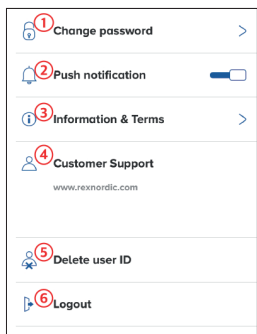 1 Change password
2 Push notification
3 Information & Terms
4 Customer Support
www.rexnordic.com
5 Delete user ID
6 Logout